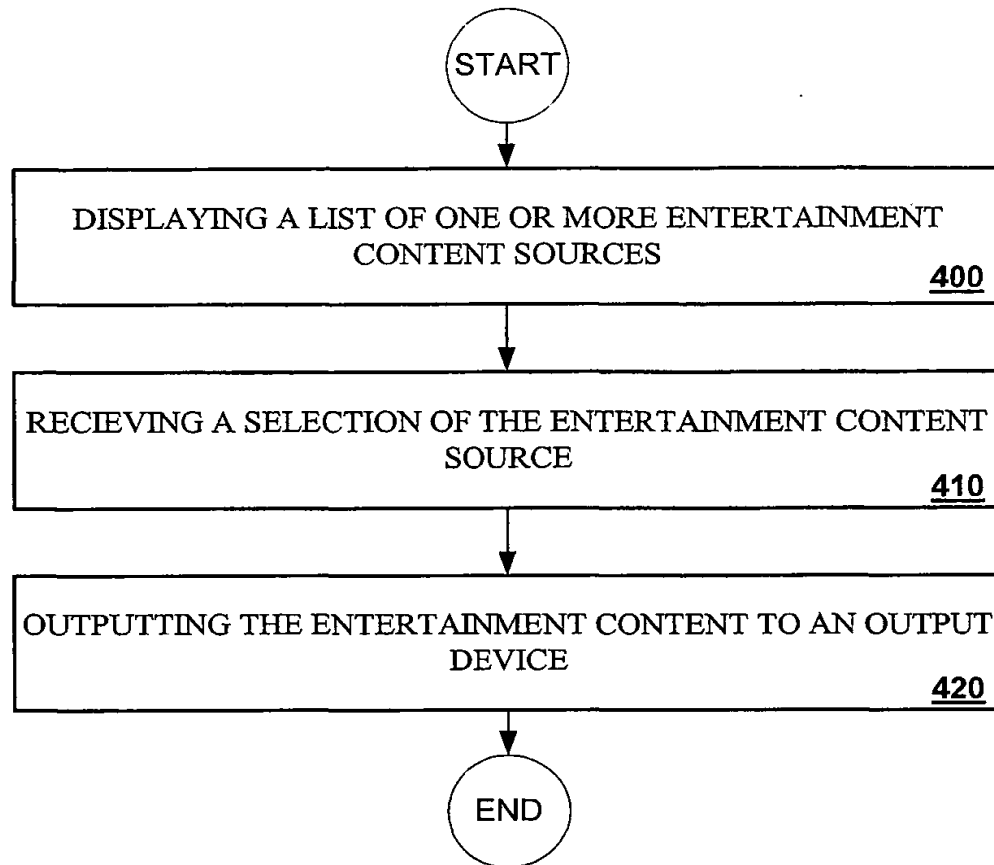 START
DISPLAYING A LIST OF ONE OR MORE ENTERTAINMENT
CONTENT SOURCES
400
RECIEVING A SELECTION OF THE ENTERTAINMENT CONTENT
SOURCE
410
OUTPUTTING THE ENTERTAINMENT CONTENT TO AN OUTPUT
DEVICE
420
END